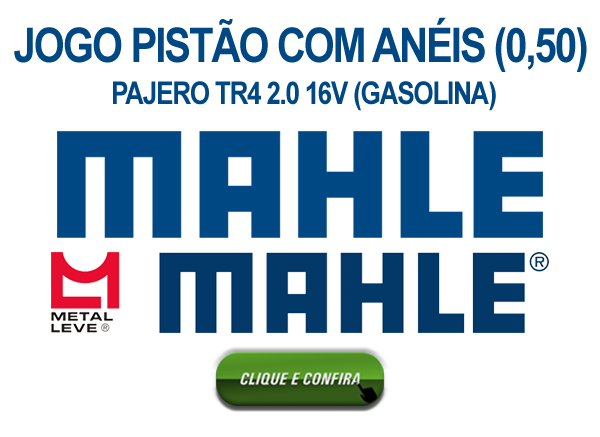 JOGO PISTÃO COM ANÉIS (0,50)
PAJERO TR4 2.0 16V (GASOLINA)
MAHLE
MAHLE®
METAL
LEVE®
CLIQUE E CONFIRA